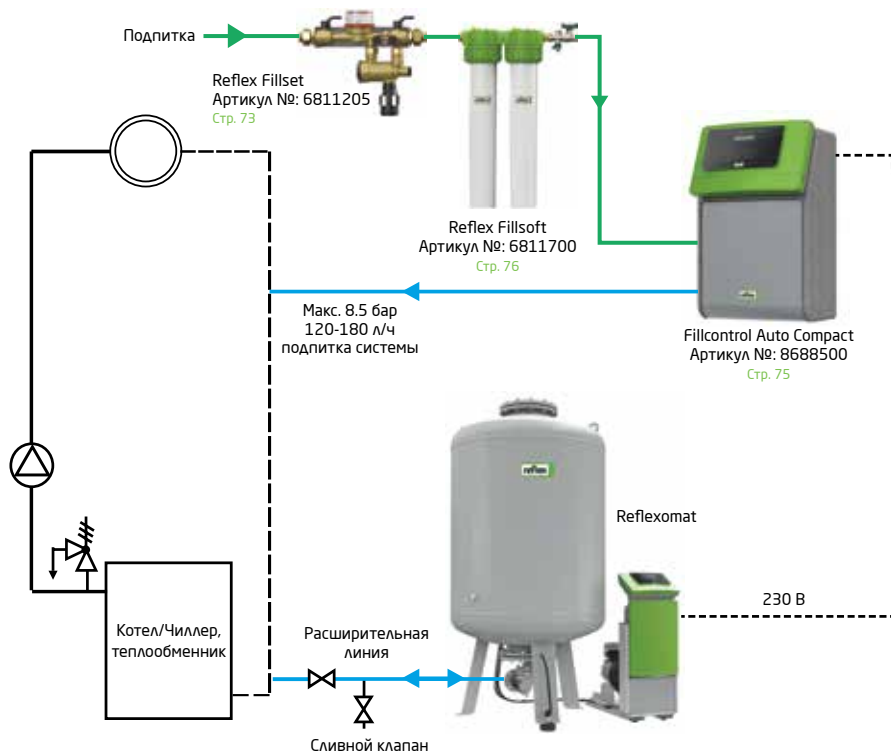 Подпитка
Reflex Fillset
Артикул №: 6811205
Стр. 73
Reflex Fillsoft
Артикул №: 6811700
Стр. 76
Макс. 8.5 бар
120-180 л/ч
подпитка системы
Fillcontrol Auto Compact
Артикул №: 8688500
Стр. 75
reflex
Reflexomat
230 В
Котел/Чиллер,
теплообменник
Расширительная
линия
Сливной клапан